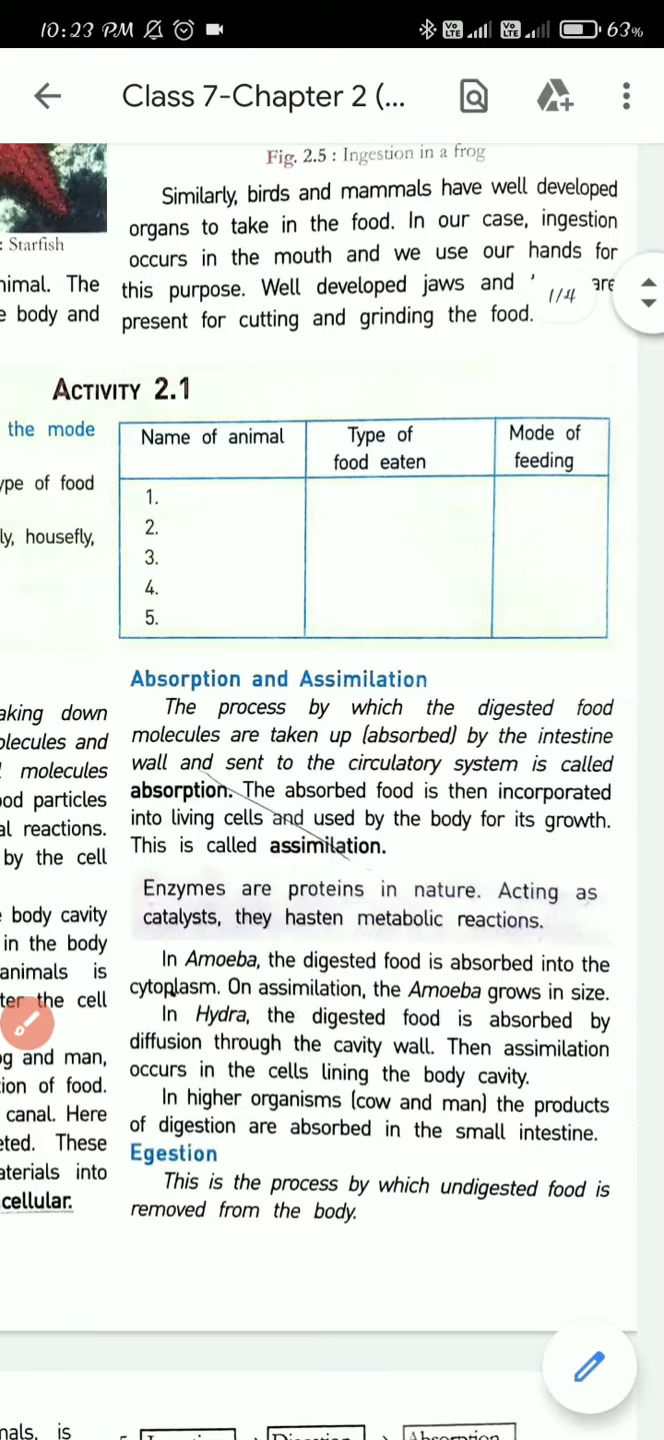 10:23 PM
Vo LTE Vo LTE 63%
Class 7-Chapter 2 (...
Fig. 2.5 : Ingestion in a frog
: Starfish
nimal. The
e body and
Similarly, birds and mammals have well developed
organs to take in the food. In our case, ingestion
occurs in the mouth and we use our hands for
this purpose. Well developed jaws and ' are
present for cutting and grinding the food.
1/4
ACTIVITY 2.1
the mode
ype of food
ly, housefly,
Name of animal
Type of
food eaten
Mode of
feeding
1.
2.
3.
4.
5.
aking down
olecules and
molecules
ood particles
al reactions.
by the cell
e body cavity
in the body
animals is
ter the cell
og and man,
tion of food.
canal. Here
eted. These
aterials into
cellular.
Absorption and Assimilation
The process by which the digested food
molecules are taken up (absorbed) by the intestine
wall and sent to the circulatory system is called
absorption. The absorbed food is then incorporated
into living cells and used by the body for its growth.
This is called assimilation.
Enzymes are proteins in nature. Acting as
catalysts, they hasten metabolic reactions.
In Amoeba, the digested food is absorbed into the
cytoplasm. On assimilation, the Amoeba grows in size.
In Hydra, the digested food is absorbed by
diffusion through the cavity wall. Then assimilation
occurs in the cells lining the body cavity.
In higher organisms (cow and man) the products
of digestion are absorbed in the small intestine.
Egestion
This is the process by which undigested food is
removed from the body.
nals, is